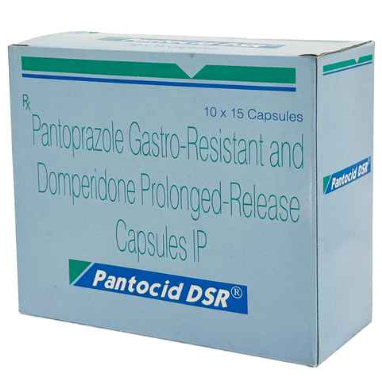 10 x 15 Capsules
Rx
Pantoprazole Gastro-Resistant and
Domperidone Prolonged-Release
Capsules IP
Pantocid DSR®
Pantocid DSR®